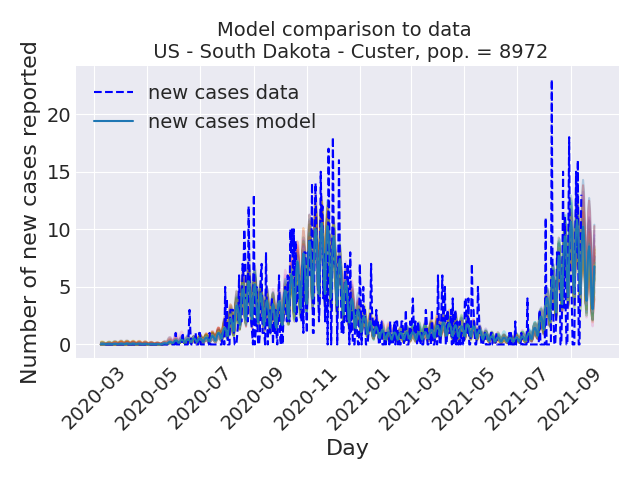 Model comparison to data
US - South Dakota - Custer, pop. = 8972
Number of new cases reported
new cases data
new cases model
20
15
10
5
0
2020-03
2020-05
2020-07
2020-09
2020-11
2021-01
2021-03
2021-05
2021-07
2021-09
Day